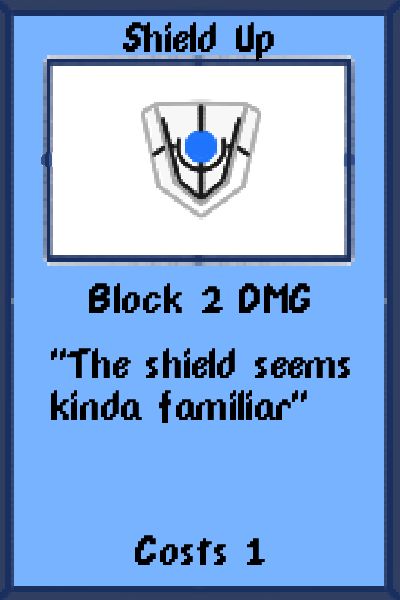 Shield Up
Block 2 DMG
"The shield seems
kinda familiar"
Costs 1